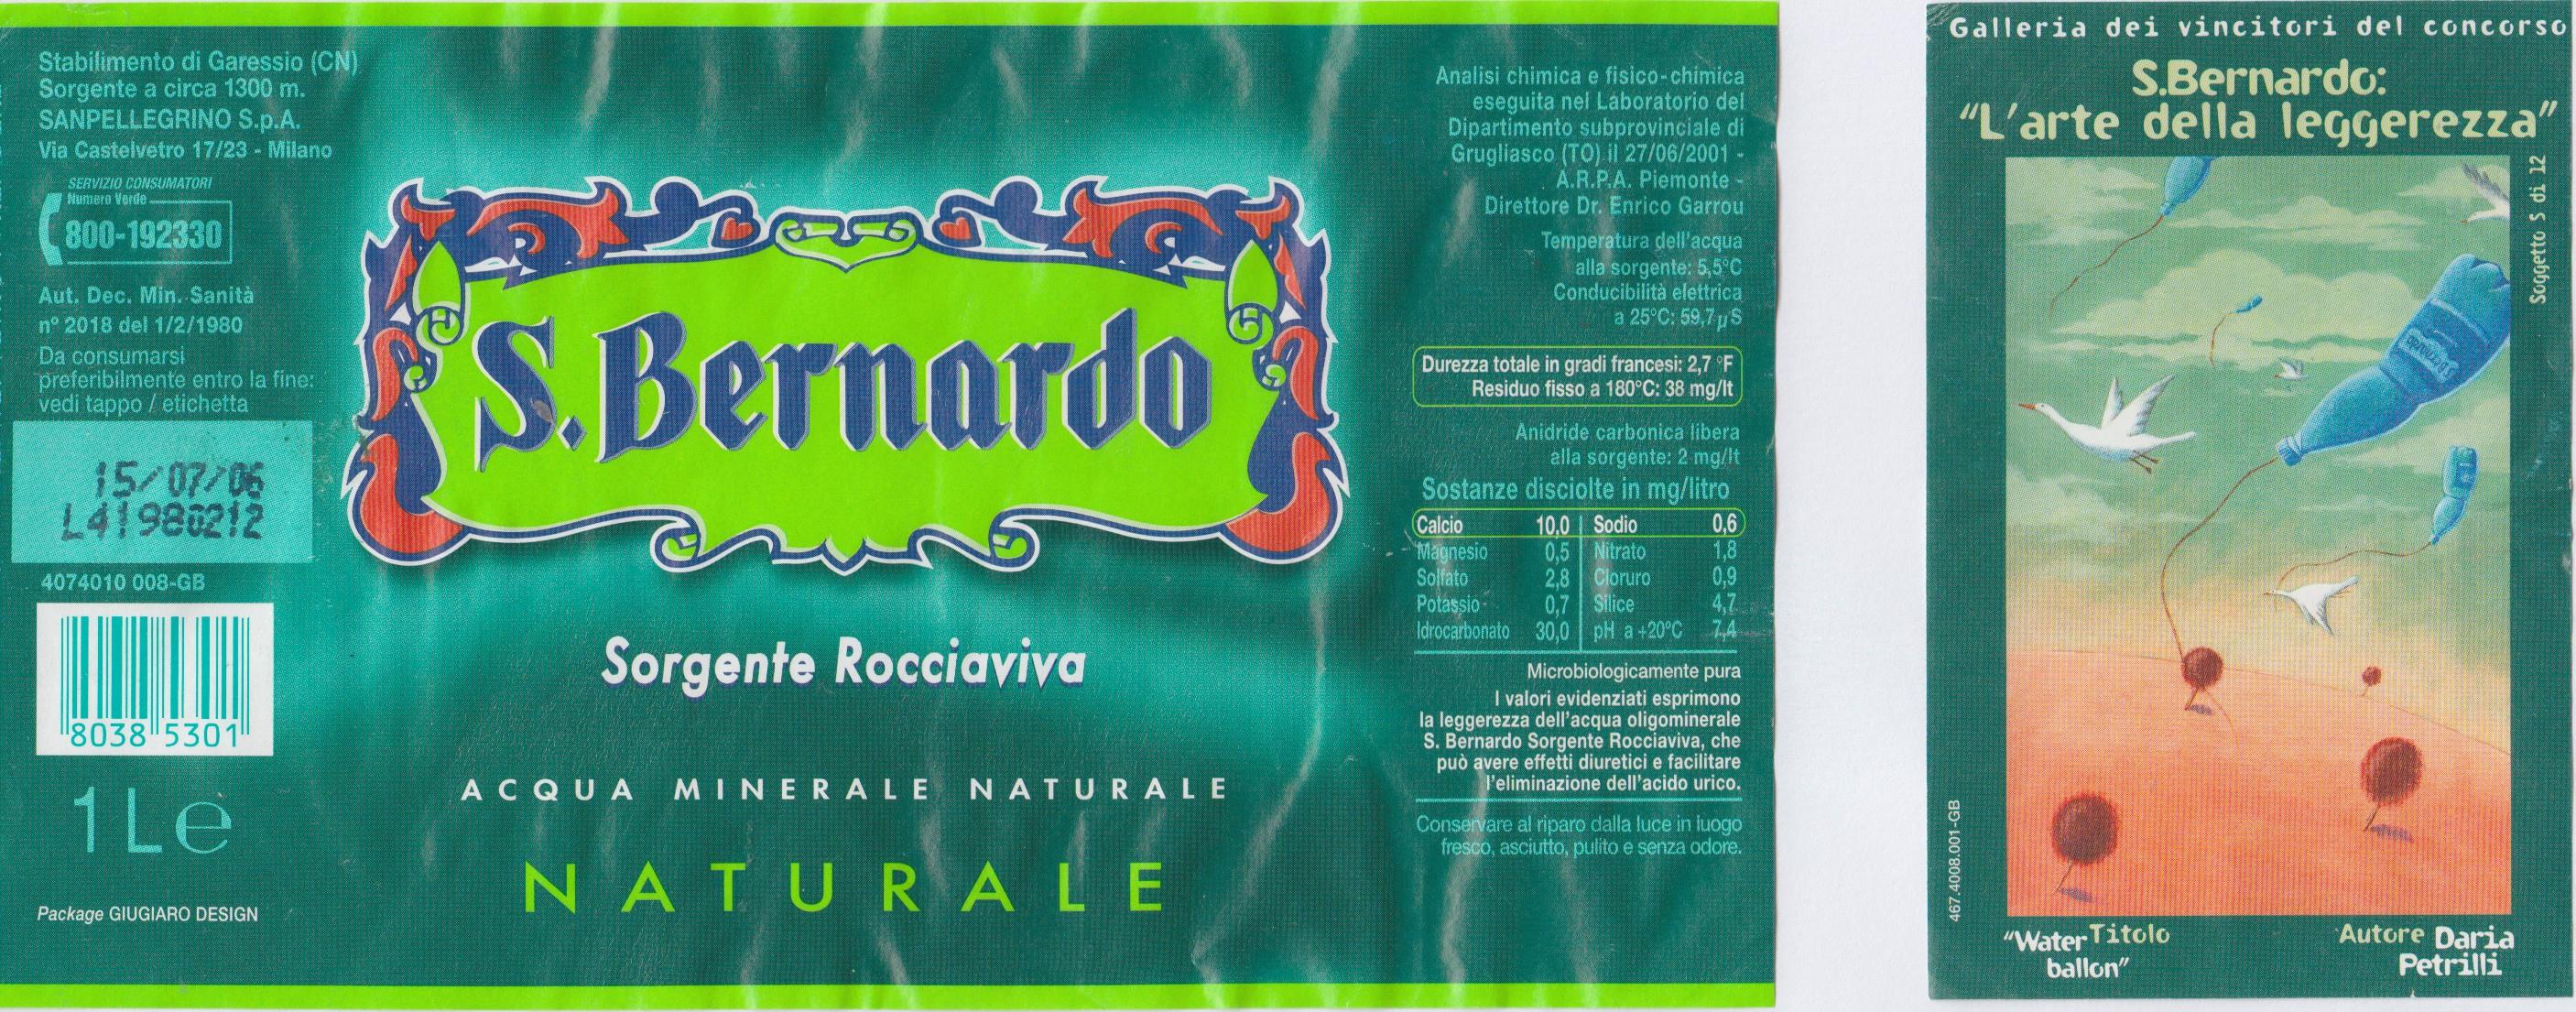 Stabilimento di Garessio (CN)
Sorgente a circa 1300 m.
SANPELLEGRINO S.p.A.
Via Castelvetro 17/23 - Milano
SERVIZIO CONSUMATORI
Numero Verde
800-192330
Aut. Dec. Min. Sanità
n° 2018 del 1/2/1980
Da consumarsi
preferibilmente entro la fine:
vedi tappo / etichetta
15/07/06
L41980212
4074010 008-GB
8038 5301
1 L e
Package GIUGIARO DESIGN
S.Bernardo
Sorgente Rocciaviva
ACQUA MINERALE NATURALE
NATURALE
Analisi chimica e fisico-chimica
eseguita nel Laboratorio del
Dipartimento subprovinciale di
Grugliasco (TO) il 27/06/2001 -
A.R.P.A. Piemonte -
Direttore Dr. Enrico Garrou
Temperatura dell'acqua
alla sorgente: 5,5°C
Conducibilità elettrica
a 25°C: 59,7 µS
Durezza totale in gradi francesi: 2,7 °F
Residuo fisso a 180°C: 38 mg/lt
Anidride carbonica libera
alla sorgente: 2 mg/lt
Sostanze disciolte in mg/litro
Calcio 10,0 Sodio 0,6
Magnesio 0,5 Nitrato 1,8
Solfato 2,8 Cloruro 0,9
Potassio 0,7 Silice 4,7
Idrocarbonato 30,0 pH a +20°C 7,4
Microbiologicamente pura
I valori evidenziati esprimono
la leggerezza dell'acqua oligominerale
S. Bernardo Sorgente Rocciaviva, che
può avere effetti diuretici e facilitare
l'eliminazione dell'acido urico.
Conservare al riparo dalla luce in luogo
fresco, asciutto, pulito e senza odore.
Galleria dei vincitori del concorso
S.Bernardo:
"L'arte della leggerezza"
Soggetto 5 di 12
S.Bernardo
467.4008.001-GB
"Water Titolo
ballon"
Autore Daria
Petrilli